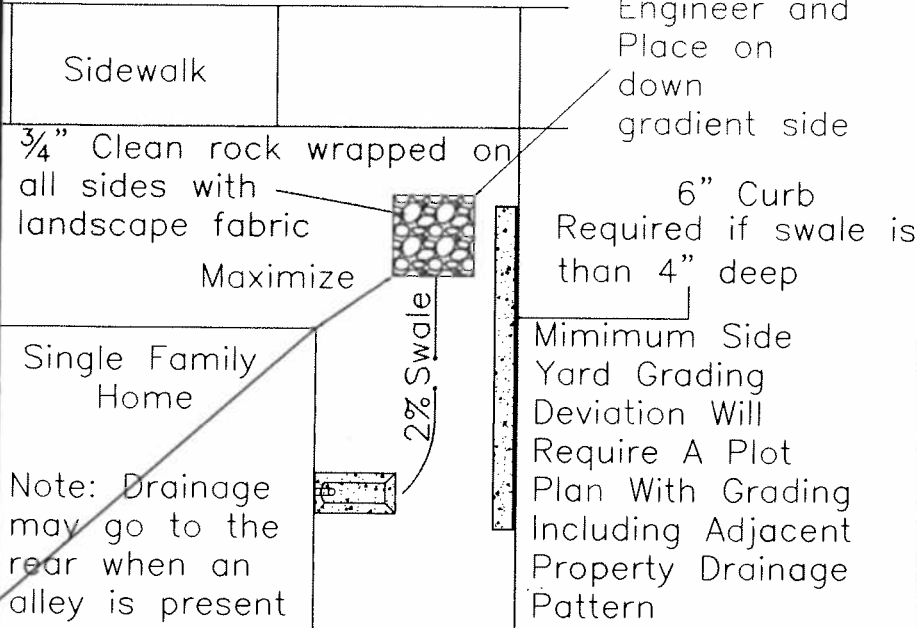 Engineer and
Place on
down
gradient side
Sidewalk
¾” Clean rock wrapped on
all sides with
landscape fabric
Maximize
6” Curb
Required if swale is
than 4” deep
2% Swale
Single Family
Home
Mimimum Side
Yard Grading
Deviation Will
Require A Plot
Plan With Grading
Including Adjacent
Property Drainage
Pattern
Note: Drainage
may go to the
rear when an
alley is present